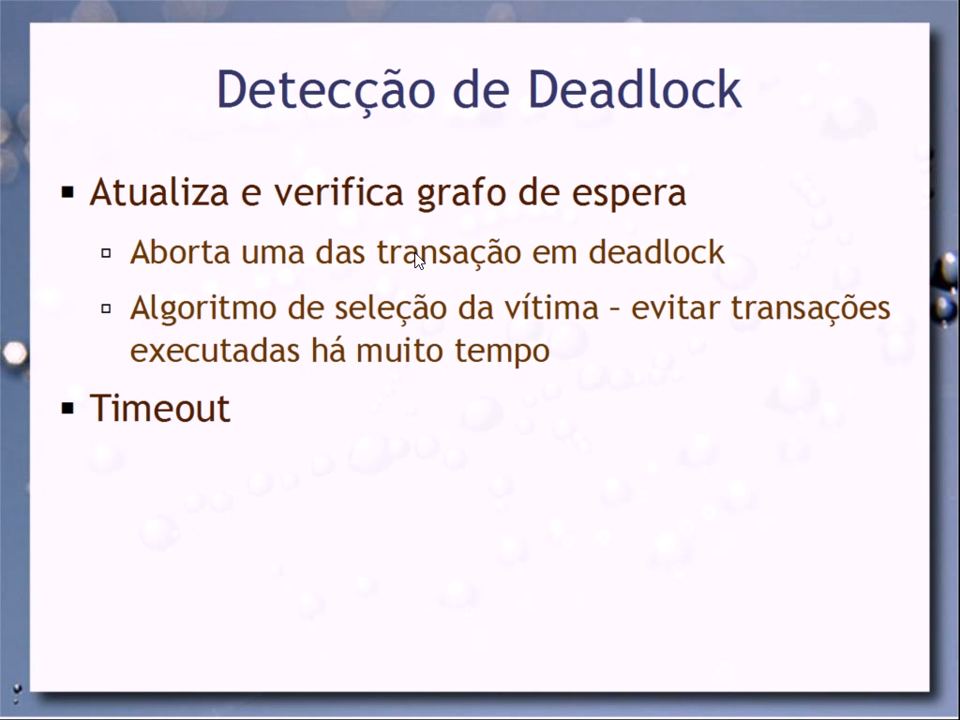 Detecção de Deadlock
Atualiza e verifica grafo de espera
Aborta uma das transação em deadlock
Algoritmo de seleção da vítima – evitar transações
executadas há muito tempo
Timeout